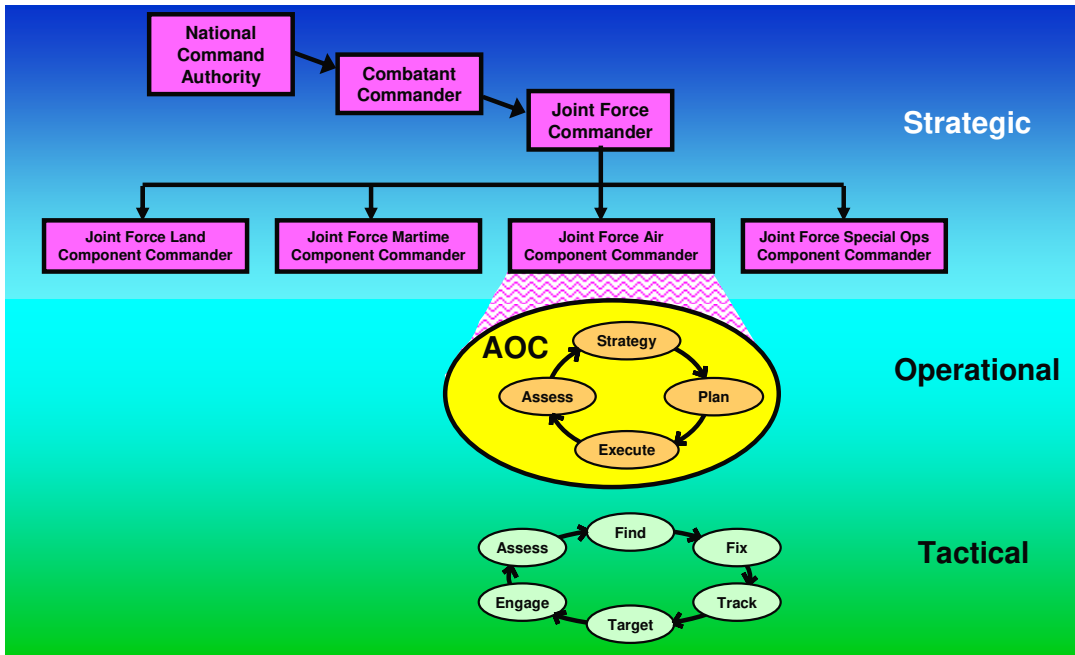 National
Command
Authority
Combatant
Commander
Joint Force
Commander
Strategic
Joint Force Land
Component Commander
Joint Force Martime
Component Commander
Joint Force Air
Component Commander
Joint Force Special Ops
Component Commander
AOC
Strategy
Assess
Plan
Execute
Operational
Find
Assess
Fix
Engage
Track
Target
Tactical